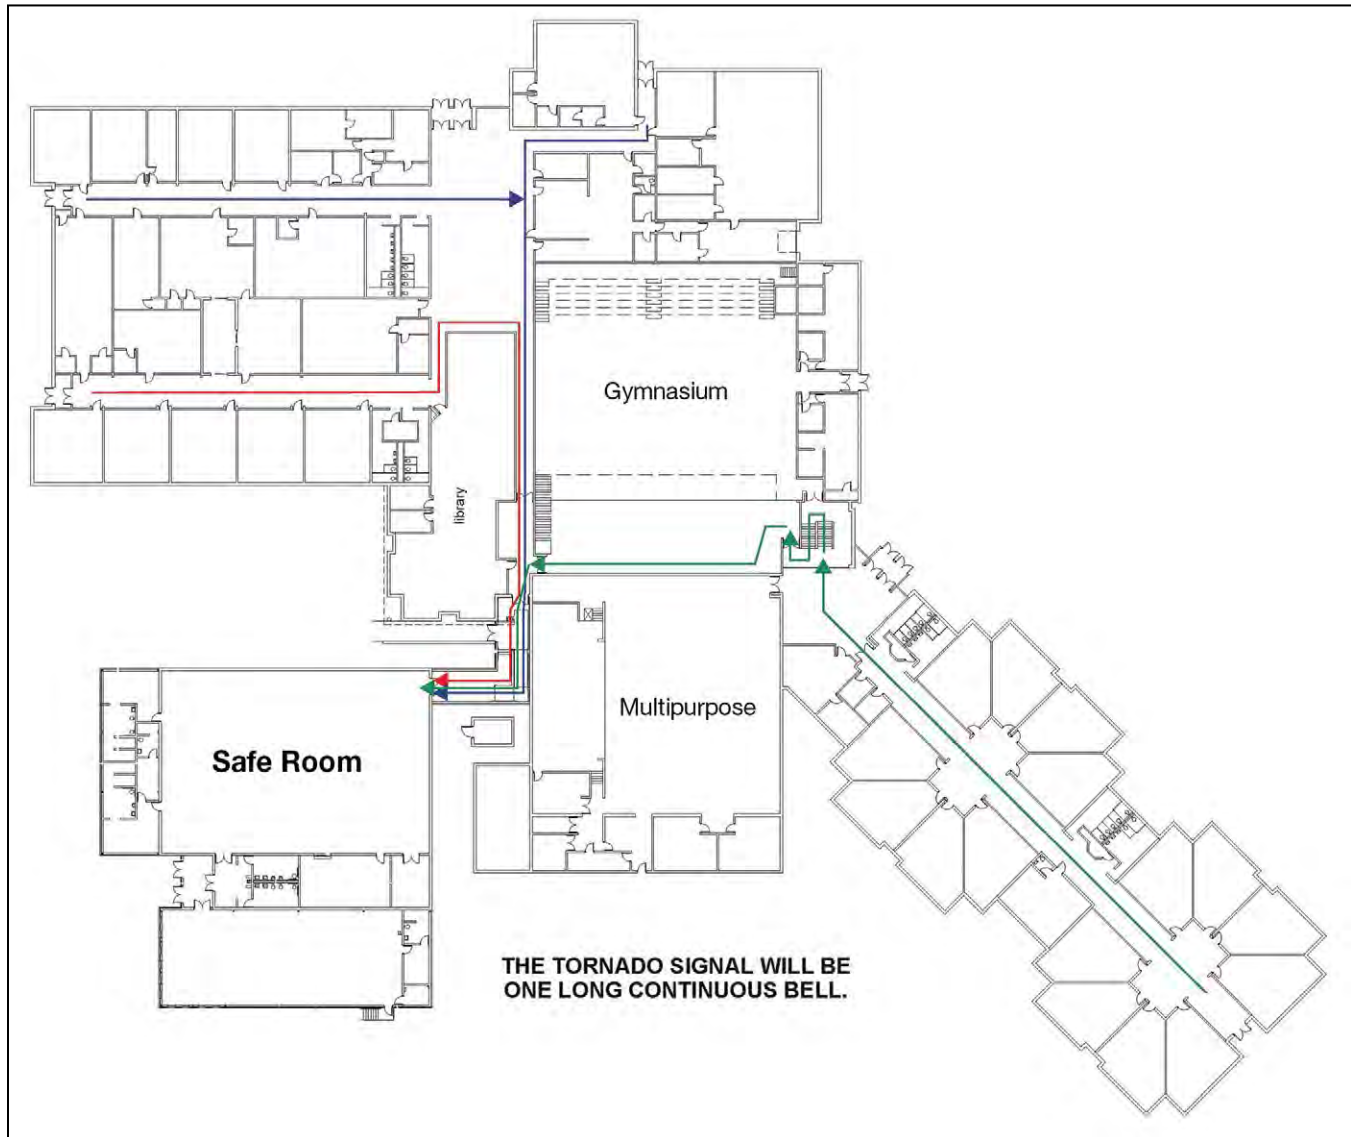 Gymnasium
library
Multipurpose
Safe Room
THE TORNADO SIGNAL WILL BE
ONE LONG CONTINUOUS BELL.